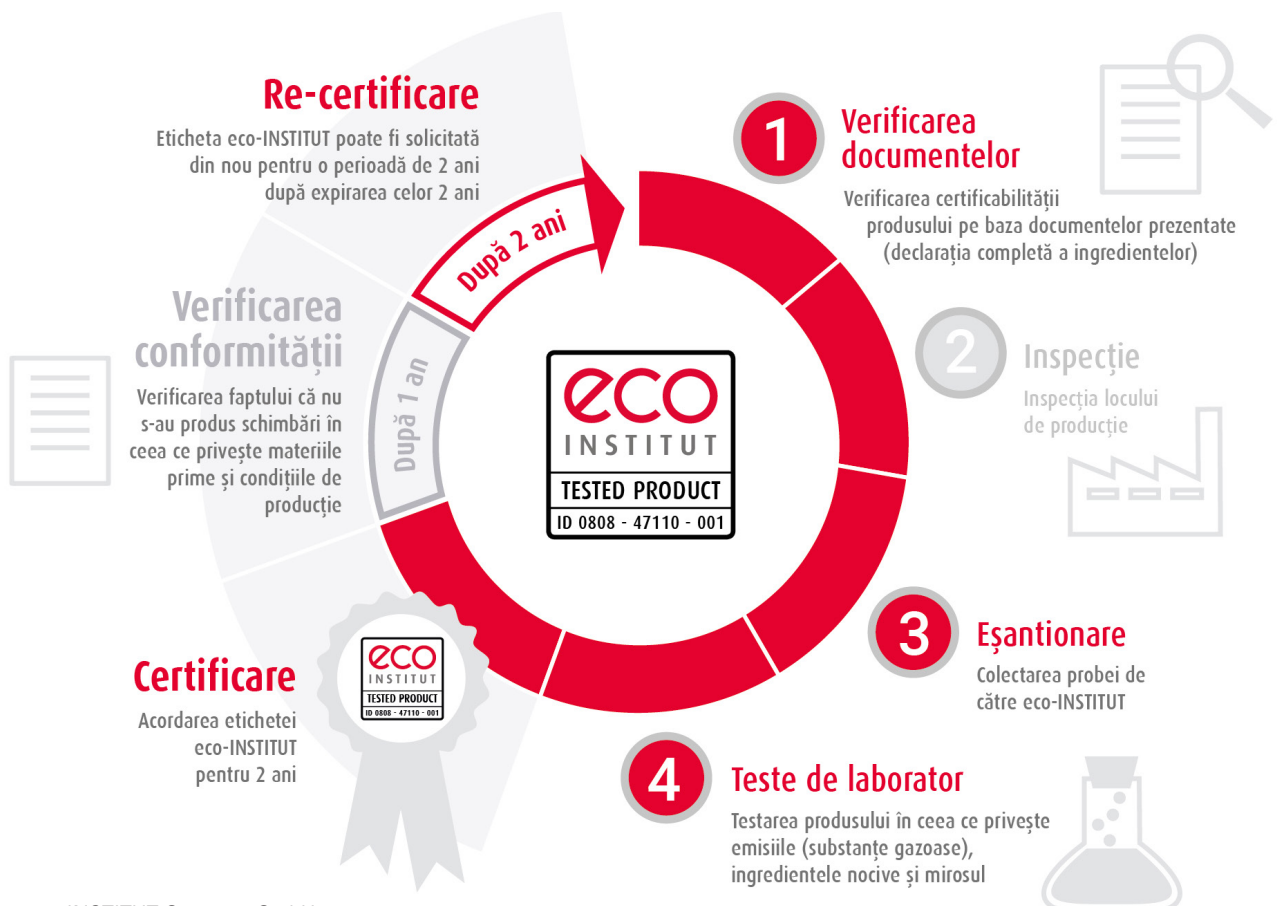 Re-certificare
Eticheta eco-INSTITUT poate fi solicitată
din nou pentru o perioadă de 2 ani
după expirarea celor 2 ani
După 2 ani
1
Verificarea
documentelor
Verificarea certificabilității
produsului pe baza documentelor prezentate
(declarația completă a ingredientelor)
2
Inspecție
Inspecția locului
de producție
3
Eșantionare
Colectarea probei de
către eco-INSTITUT
4
Teste de laborator
Testarea produsului în ceea ce privește
emisiile (substanțe gazoase),
ingredientele nocive și mirosul
Certificare
Acordarea etichetei
eco-INSTITUT
pentru 2 ani
eco
INSTITUT
TESTED PRODUCT
ID 0808 - 47110 - 001
Verificarea
conformității
Verificarea faptului că nu
s-au produs schimbări în
ceea ce privește materiile
prime și condițiile de
producție
După 1 an
eco
INSTITUT
TESTED PRODUCT
ID 0808 - 47110 - 001